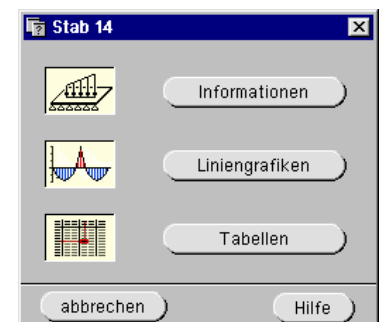 Stab 14
Informationen
Liniengrafiken
Tabellen
abbrechen
Hilfe